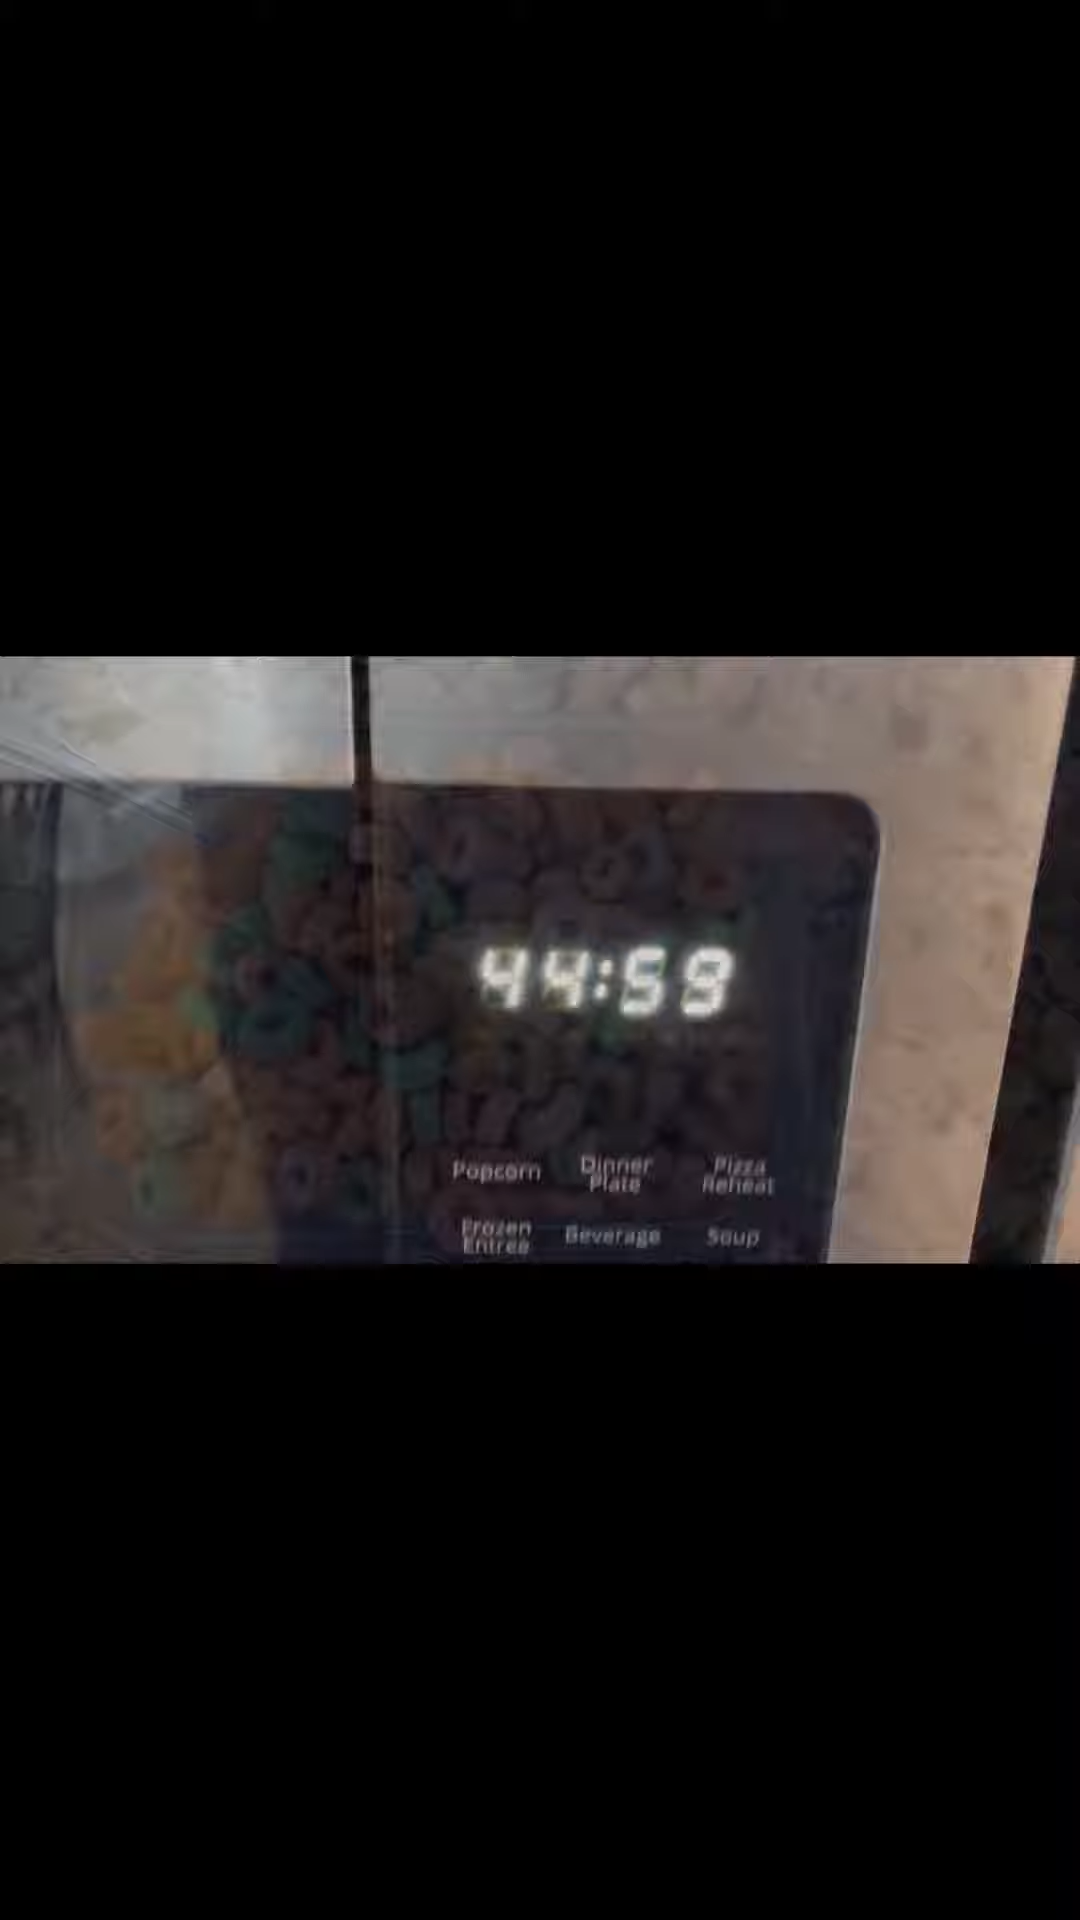 44:59
Popcorn
Dinner
Plate
Pizza
Reheat
Frozen
Entree
Beverage
Soup